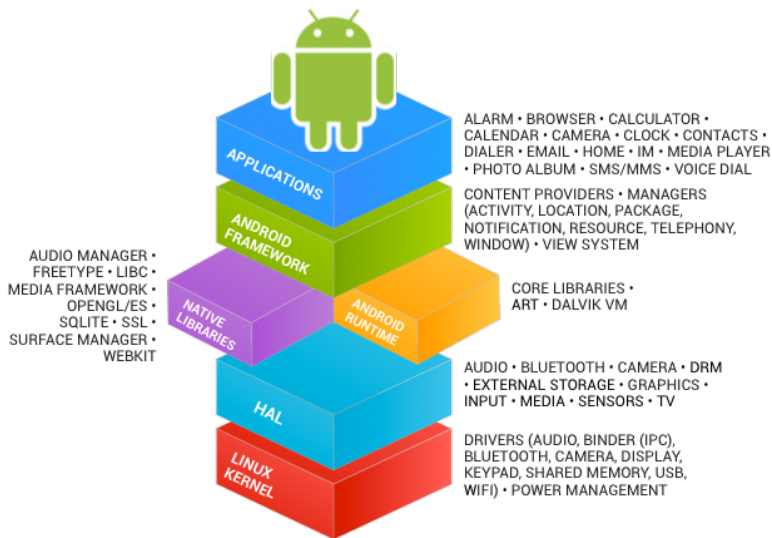 ALARM • BROWSER • CALCULATOR •
CALENDAR • CAMERA • CLOCK • CONTACTS •
DIALER • EMAIL • HOME • IM • MEDIA PLAYER
• PHOTO ALBUM • SMS/MMS • VOICE DIAL
APPLICATIONS
CONTENT PROVIDERS • MANAGERS
(ACTIVITY, LOCATION, PACKAGE,
NOTIFICATION, RESOURCE, TELEPHONY,
WINDOW) • VIEW SYSTEM
ANDROID
FRAMEWORK
AUDIO MANAGER •
FREETYPE • LIBC •
MEDIA FRAMEWORK •
OPENGL/ES •
SQLITE • SSL •
SURFACE MANAGER •
WEBKIT
NATIVE
LIBRARIES
ANDROID
RUNTIME
CORE LIBRARIES •
ART • DALVIK VM
HAL
AUDIO • BLUETOOTH • CAMERA • DRM
• EXTERNAL STORAGE • GRAPHICS •
INPUT • MEDIA • SENSORS • TV
LINUX
KERNEL
DRIVERS (AUDIO, BINDER (IPC),
BLUETOOTH, CAMERA, DISPLAY,
KEYPAD, SHARED MEMORY, USB,
WIFI) • POWER MANAGEMENT